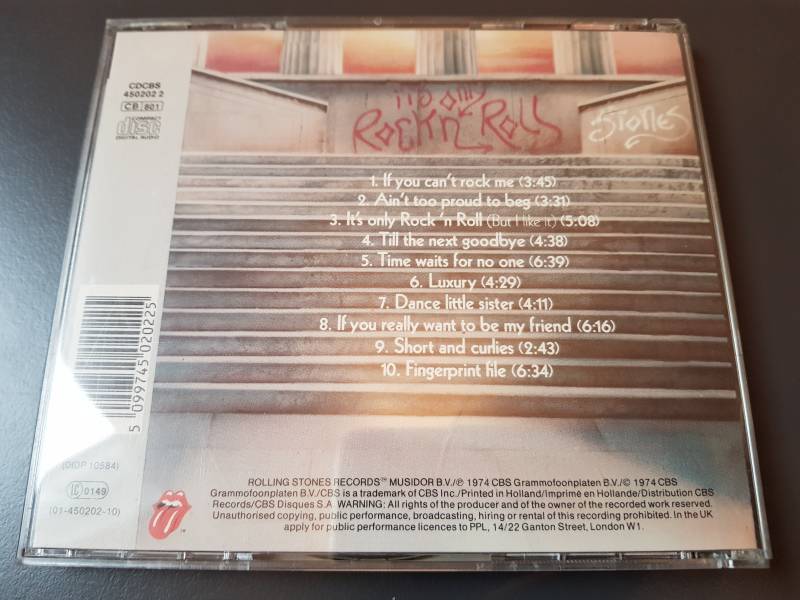 CDCBS
450202 2
CB 801
COMPACT
disc
DIGITAL AUDIO
it's only
Rock'n Roll
Stones
1. If you can't rock me (3:45)
2. Ain't too proud to beg (3:31)
3. It's only Rock 'n Roll (But I like it) (5:08)
4. Till the next goodbye (4:38)
5. Time waits for no one (6:39)
6. Luxury (4:29)
7. Dance little sister (4:11)
8. If you really want to be my friend (6:16)
9. Short and curlies (2:43)
10. Fingerprint file (6:34)
5 099745 020225
(DIDP 10584)
LC 0149
(01-450202-10)
ROLLING STONES RECORDS™ MUSIDOR B.V./℗ 1974 CBS Grammofoonplaten B.V./© 1974 CBS
Grammofoonplaten B.V./CBS is a trademark of CBS Inc./Printed in Holland/Imprimé en Hollande/Distribution CBS
Records/CBS Disques S.A. WARNING: All rights of the producer and of the owner of the recorded work reserved.
Unauthorised copying, public performance, broadcasting, hiring or rental of this recording prohibited. In the UK
apply for public performance licences to PPL, 14/22 Ganton Street, London W1.